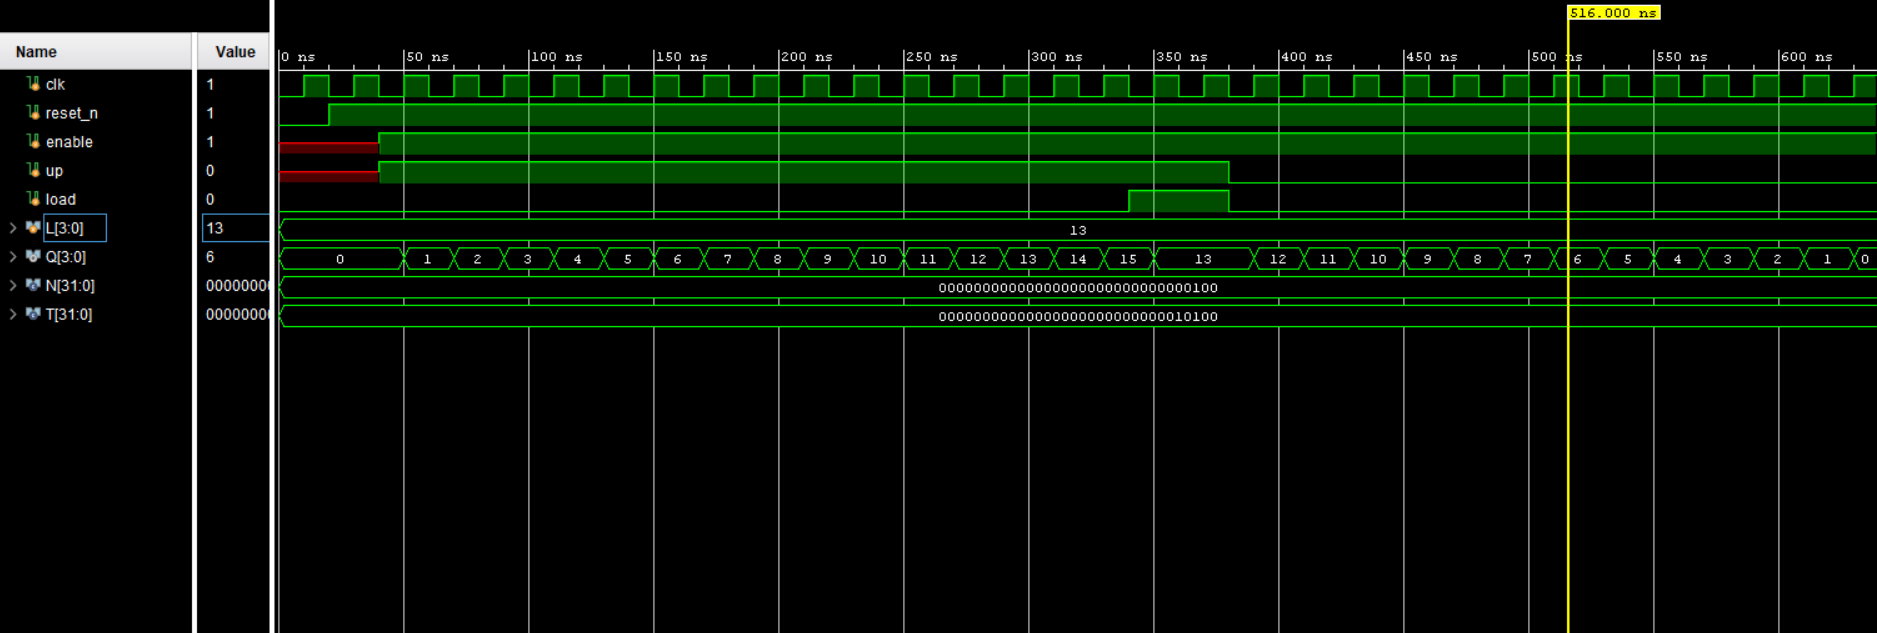 516.000 ns
Name Value
0 ns 50 ns 100 ns 150 ns 200 ns 250 ns 300 ns 350 ns 400 ns 450 ns 500 ns 550 ns 600 ns
clk 1
reset_n 1
enable 1
up 0
load 0
L[3:0] 13 13
Q[3:0] 6 0 1 2 3 4 5 6 7 8 9 10 11 12 13 14 15 13 12 11 10 9 8 7 6 5 4 3 2 1 0
N[31:0] 00000000 00000000000000000000000000000100
T[31:0] 00000000 00000000000000000000000000010100